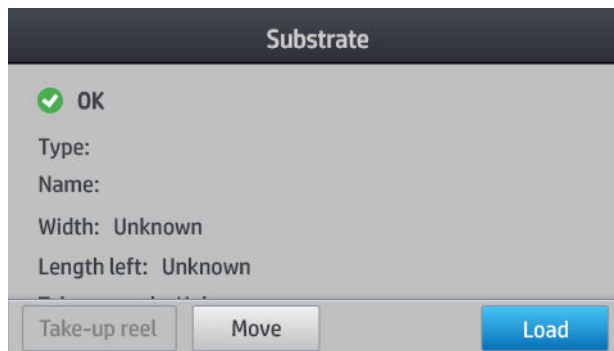 Substrate
OK
Type:
Name:
Width: Unknown
Length left: Unknown
Take-up reel Move Load